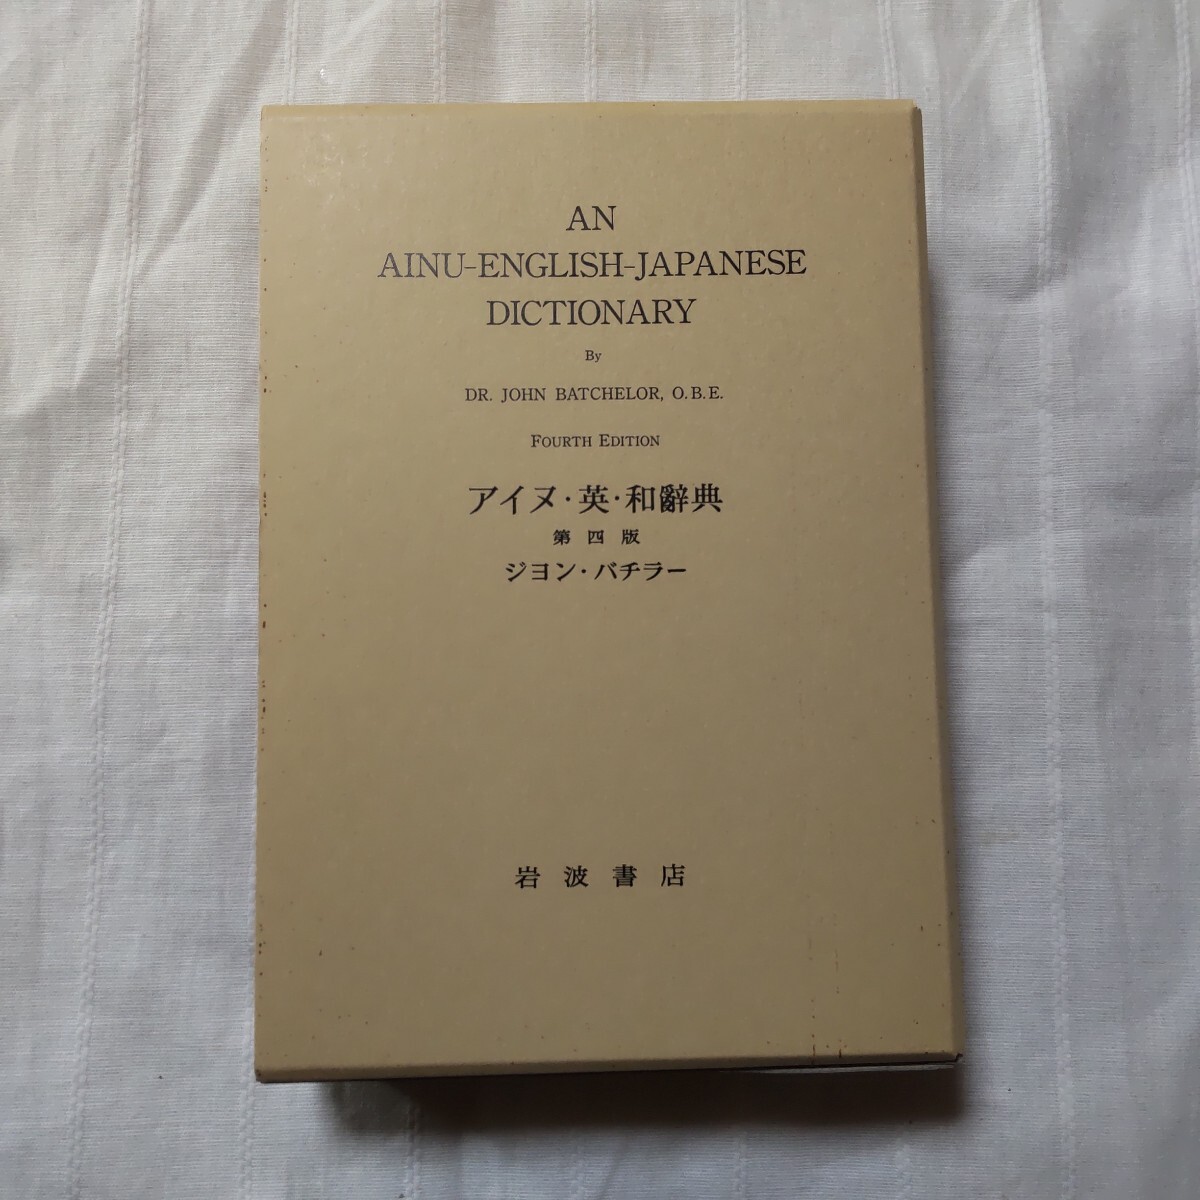 AN
AINU-ENGLISH-JAPANESE
DICTIONARY
By
DR. JOHN BATCHELOR, O.B.E.
FOURTH EDITION
アイヌ・英・和辭典
第四版
ジヨン・バチラー
岩波書店